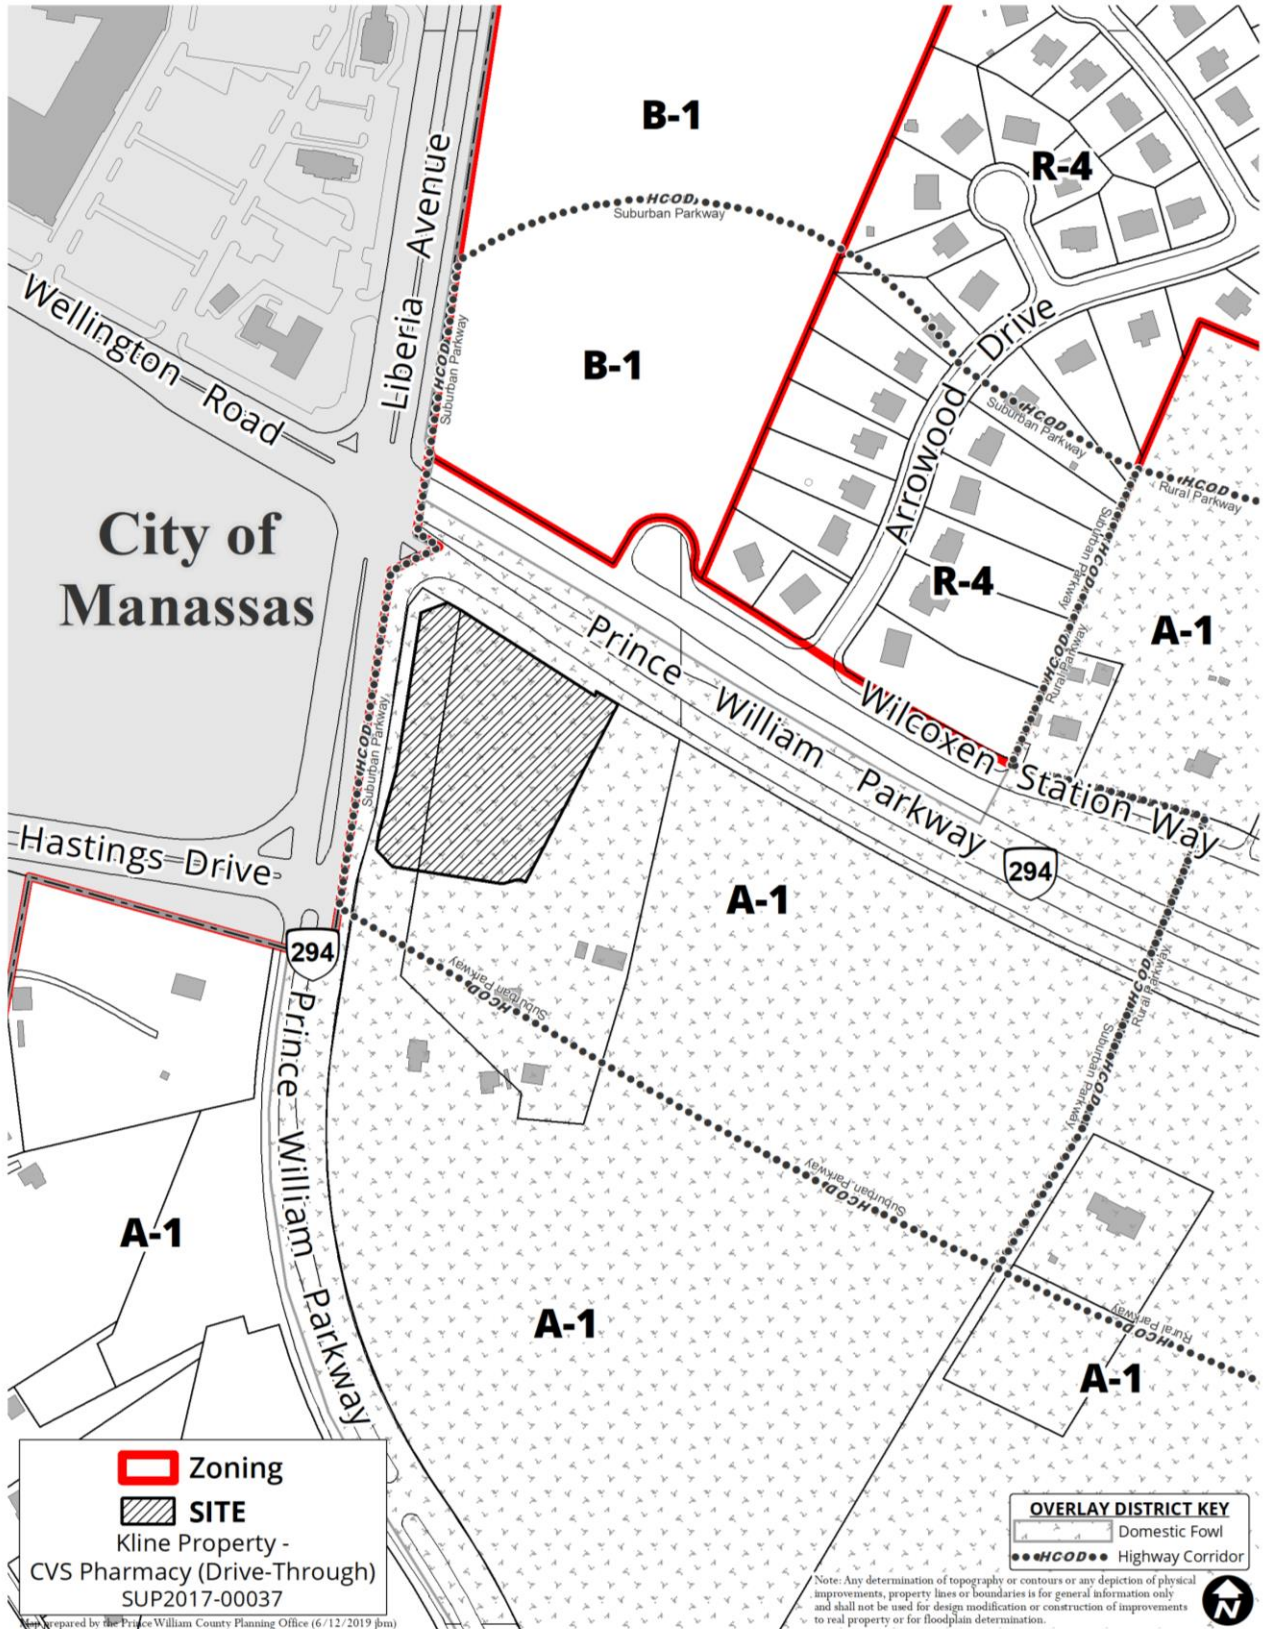 B-1
R-4
HCOD
Suburban Parkway
Liberia Avenue
Wellington Road
HCOD
Suburban Parkway
B-1
Arrowood Drive
HCOD
Suburban Parkway
HCOD
Rural Parkway
City of
Manassas
Suburban Parkway
HCOD
R-4
A-1
HCOD
Rural Parkway
Prince William Parkway
Wilcoxen Station Way
HCOD
Suburban Parkway
Hastings Drive
294
A-1
294
Suburban Parkway
HCOD
HCOD
Rural Parkway
Suburban Parkway
HCOD
Prince William Parkway
Suburban Parkway
HCOD
A-1
A-1
Rural Parkway
HCOD
A-1
Zoning
SITE
Kline Property -
CVS Pharmacy (Drive-Through)
SUP2017-00037
Map prepared by the Prince William County Planning Office (6/12/2019 jbm)
OVERLAY DISTRICT KEY
Domestic Fowl
HCOD Highway Corridor
Note: Any determination of topography or contours or any depiction of physical
improvements, property lines or boundaries is for general information only
and shall not be used for design modification or construction of improvements
to real property or for floodplain determination.
N